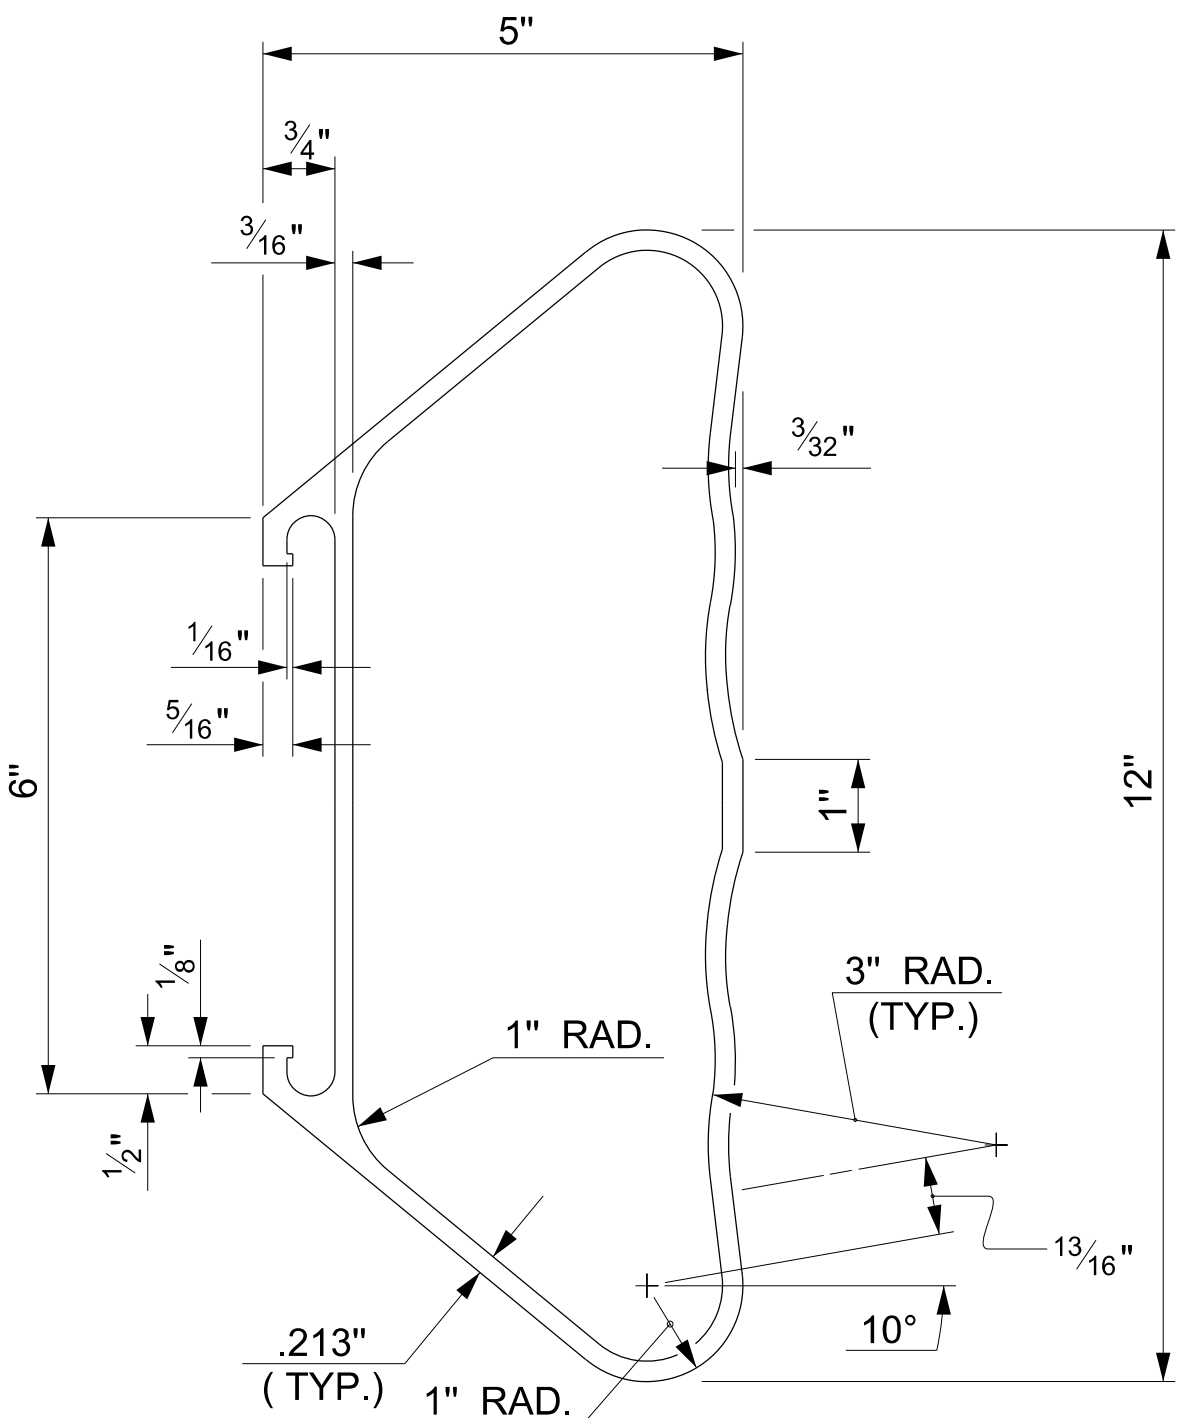 5"
3/4"
3/16"
3/32"
1/16"
5/16"
6"
12"
1"
1/8"
3" RAD.
(TYP.)
1" RAD.
1/2"
13/16"
10°
.213"
( TYP.)
1" RAD.